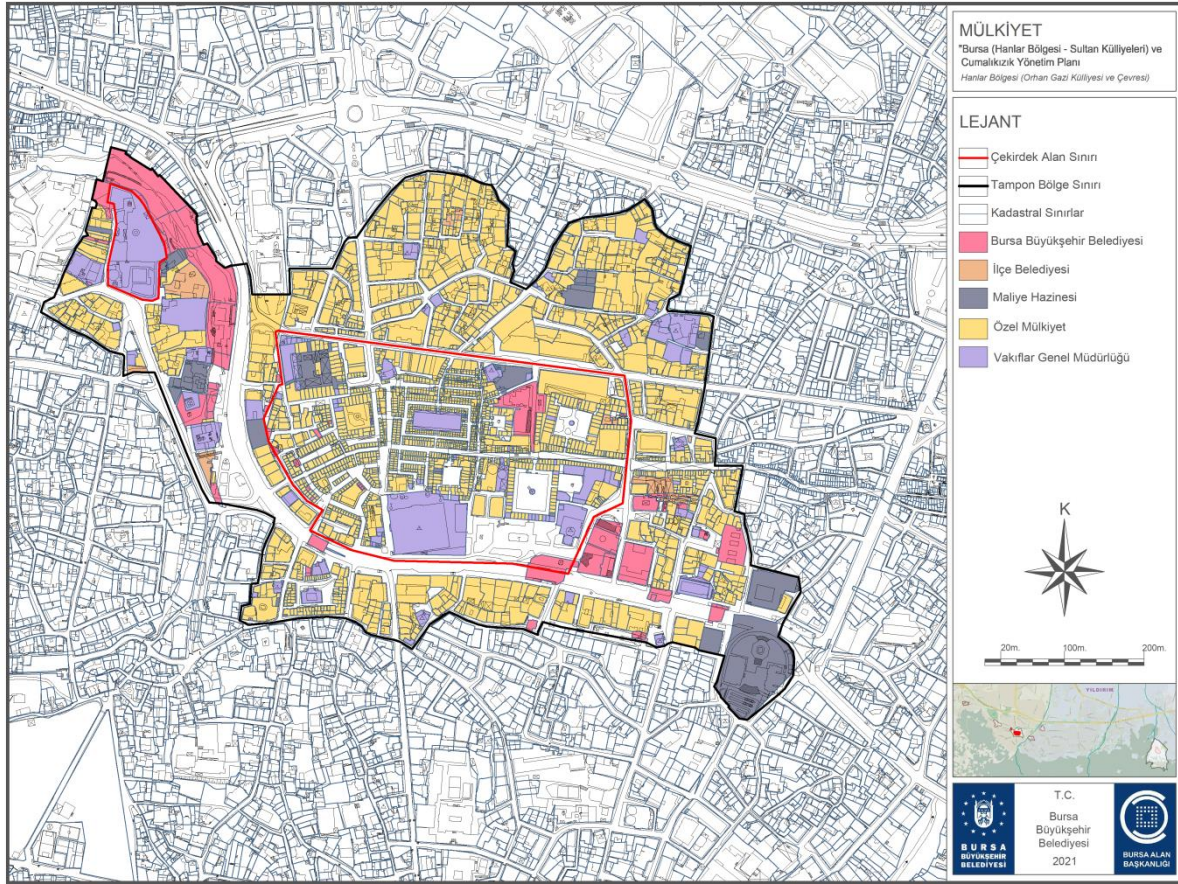 MÜLKİYET
"Bursa (Hanlar Bölgesi - Sultan Külliyeleri) ve
Cumalıkızık Yönetim Planı
Hanlar Bölgesi (Orhan Gazi Külliyesi ve Çevresi)
LEJANT
Çekirdek Alan Sınırı
Tampon Bölge Sınırı
Kadastral Sınırlar
Bursa Büyükşehir Belediyesi
İlçe Belediyesi
Maliye Hazinesi
Özel Mülkiyet
Vakıflar Genel Müdürlüğü
K
20m. 100m. 200m.
YILDIRIM
BURSA
BÜYÜKŞEHİR
BELEDİYESİ
T.C.
Bursa
Büyükşehir
Belediyesi
2021
BURSA ALAN
BAŞKANLIĞI